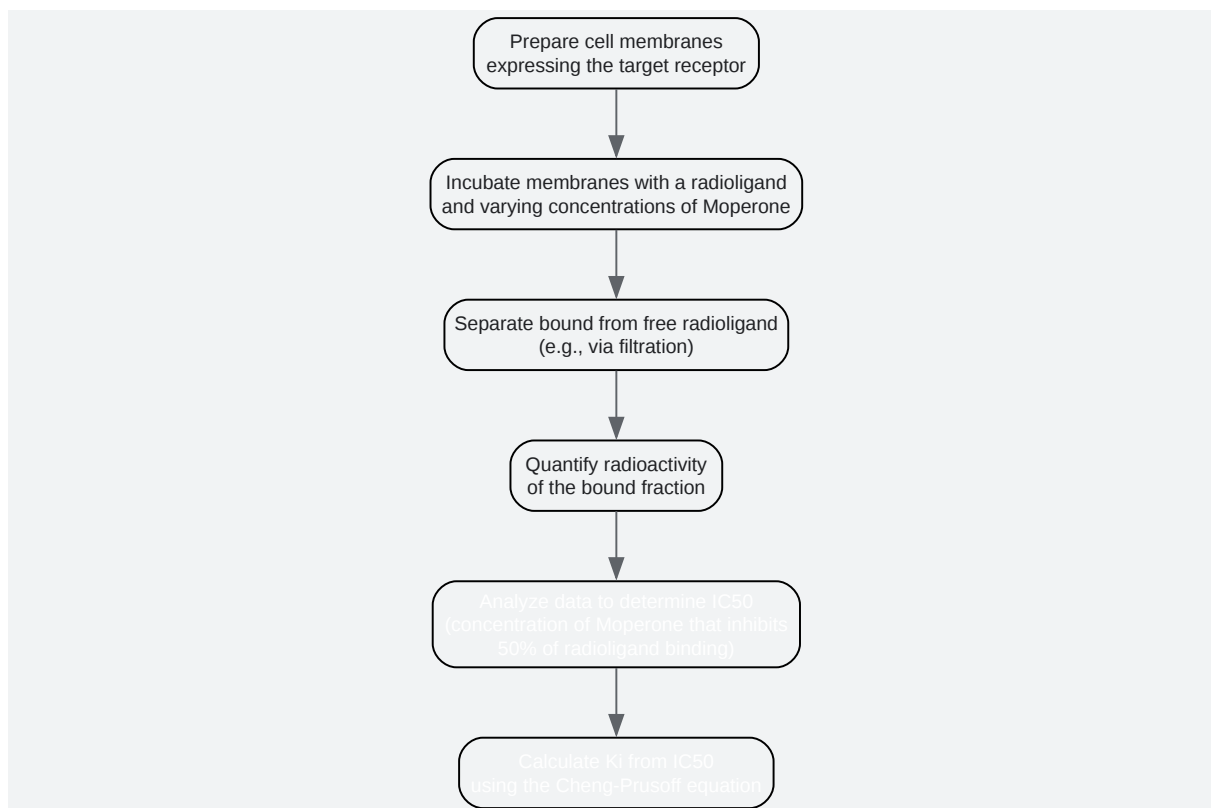 Prepare cell membranes
expressing the target receptor
Incubate membranes with a radioligand
and varying concentrations of Moperone
Separate bound from free radioligand
(e.g., via filtration)
Quantify radioactivity
of the bound fraction
Analyze data to determine IC50
(concentration of Moperone that inhibits
50% of radioligand binding)
Calculate Ki from IC50
using the Cheng-Prusoff equation